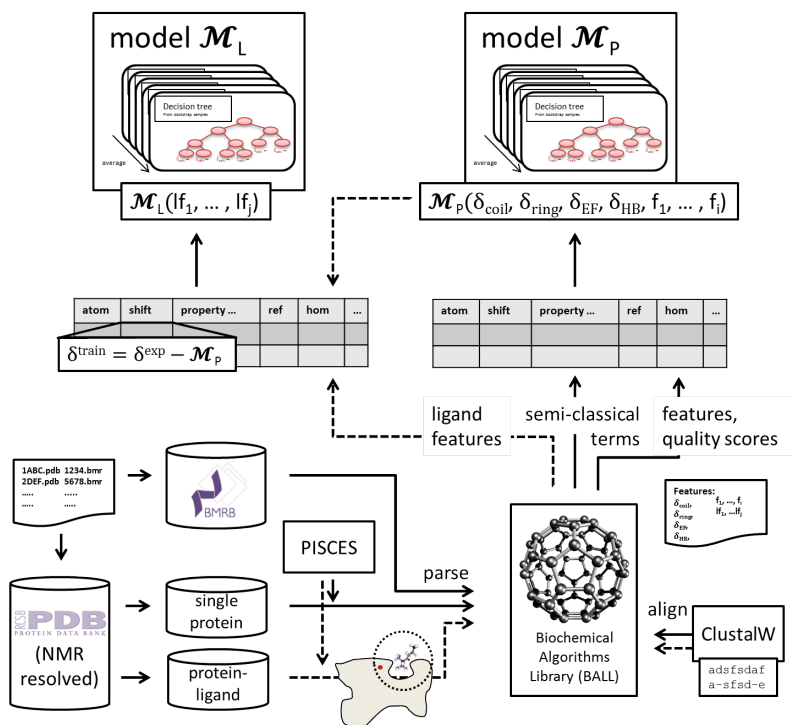 model 𝓜L
Decision tree
From bootstrap samples
average
𝓜L(lf1, ... , lfj)
model 𝓜P
Decision tree
From bootstrap samples
average
𝓜P(δcoil, δring, δEF, δHB, f1, ... , fi)
atom shift property ... ref hom ...
δtrain = δexp − 𝓜P
atom shift property ... ref hom ...
ligand
features
semi-classical
terms
features,
quality scores
1ABC.pdb 1234.bmr
2DEF.pdb 5678.bmr
..... .....
..... .....
BMRB
PISCES
parse
RCSB
PDB
PROTEIN DATA BANK
(NMR
resolved)
single
protein
protein-
ligand
Biochemical
Algorithms
Library (BALL)
Features:
δcoil, f1, ..., fi
δring, lf1, ...lfj
δEF,
δHB,
align
ClustalW
adsfsdaf
a-sfsd-e